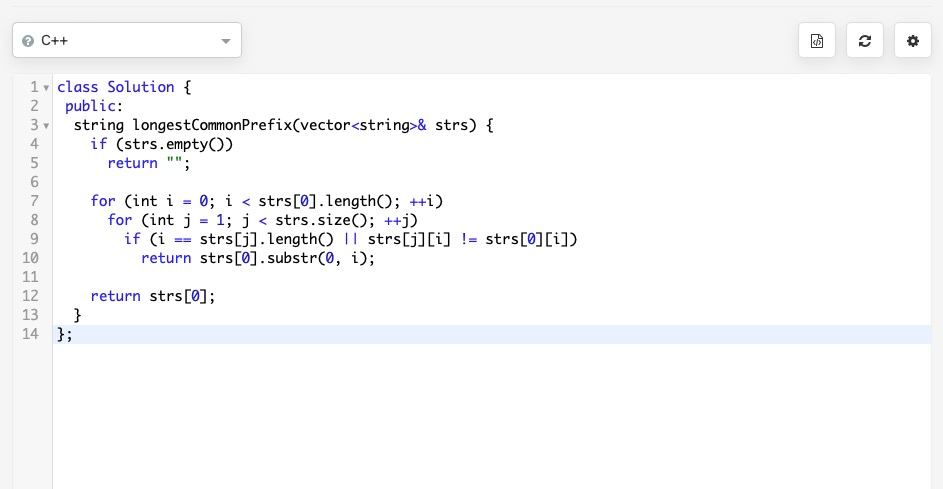 C++
1 class Solution {
2  public:
3   string longestCommonPrefix(vector<string>& strs) {
4     if (strs.empty())
5       return "";
6
7     for (int i = 0; i < strs[0].length(); ++i)
8       for (int j = 1; j < strs.size(); ++j)
9         if (i == strs[j].length() || strs[j][i] != strs[0][i])
10           return strs[0].substr(0, i);
11
12     return strs[0];
13   }
14 };